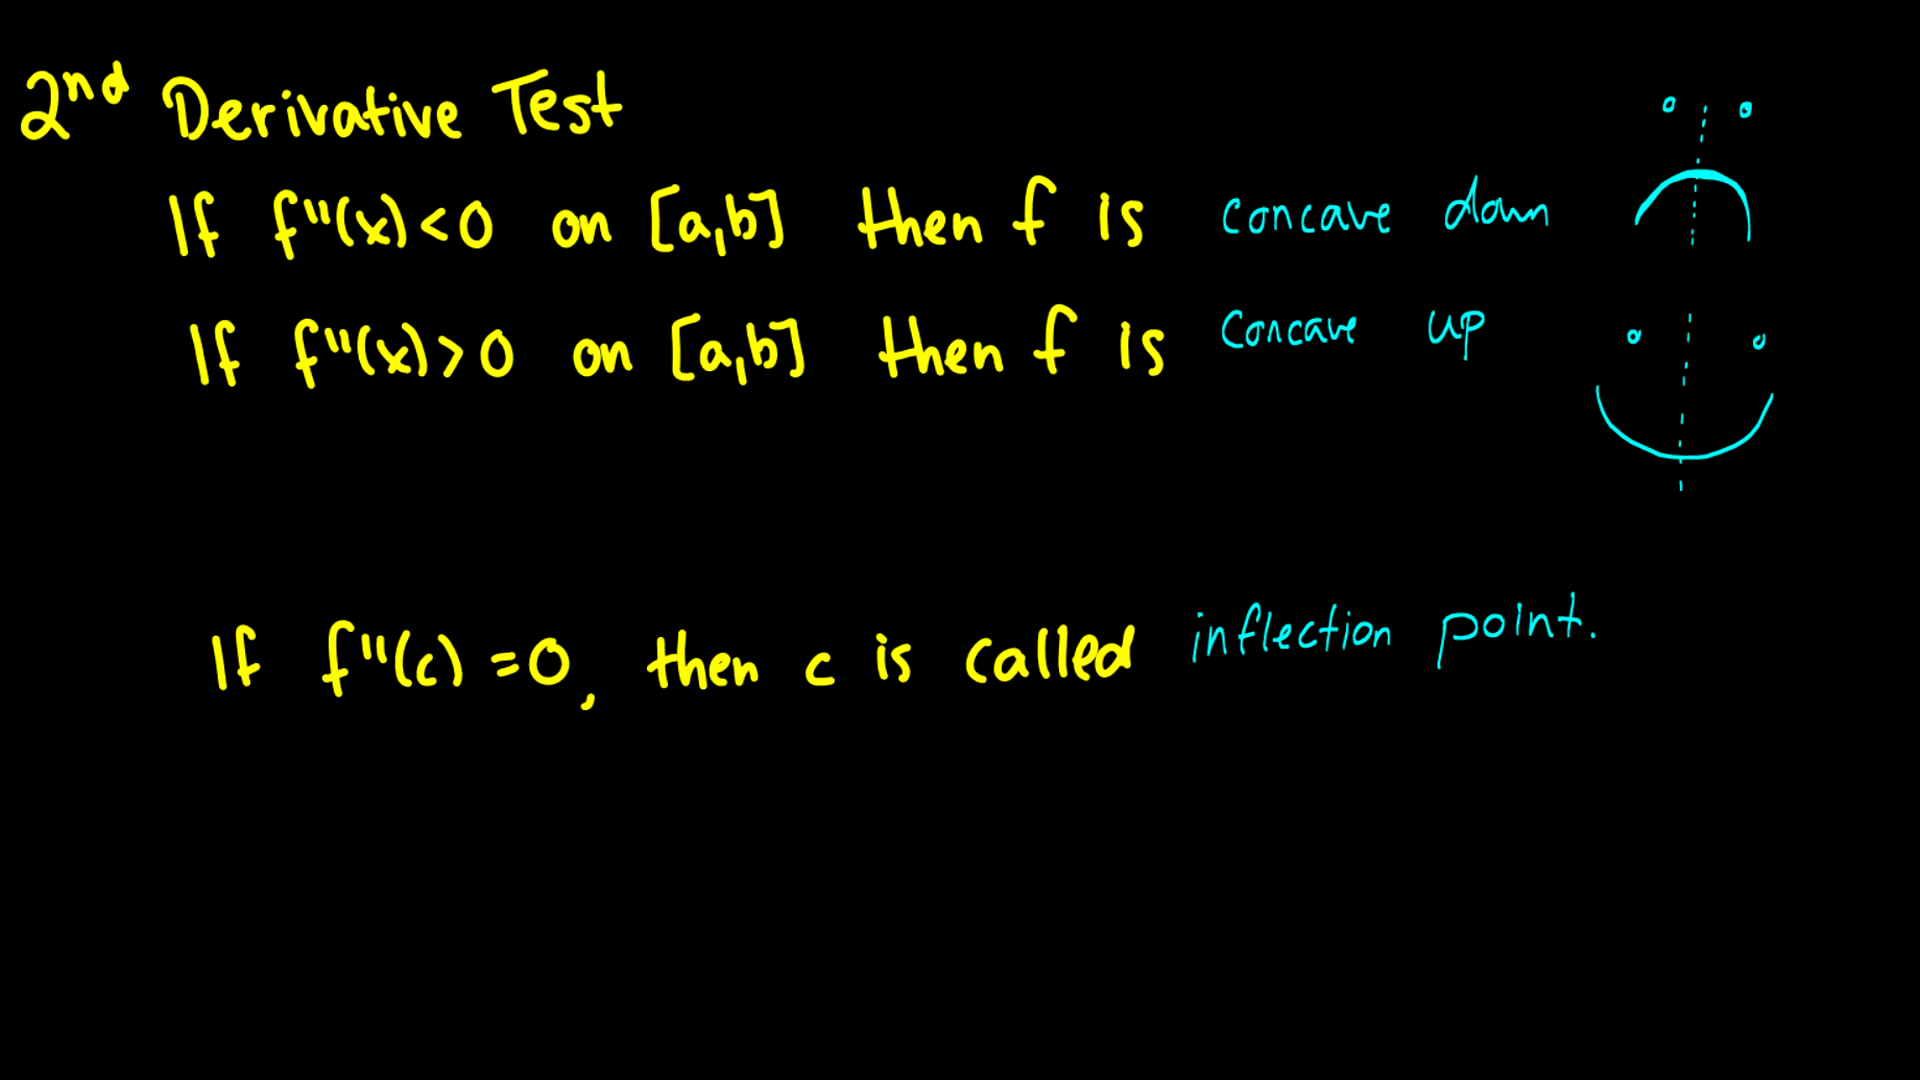 2nd Derivative Test
If f"(x)<0 on [a,b] then f is concave down
If f"(x)>0 on [a,b] then f is concave up
If f"(c)=0, then c is called inflection point.